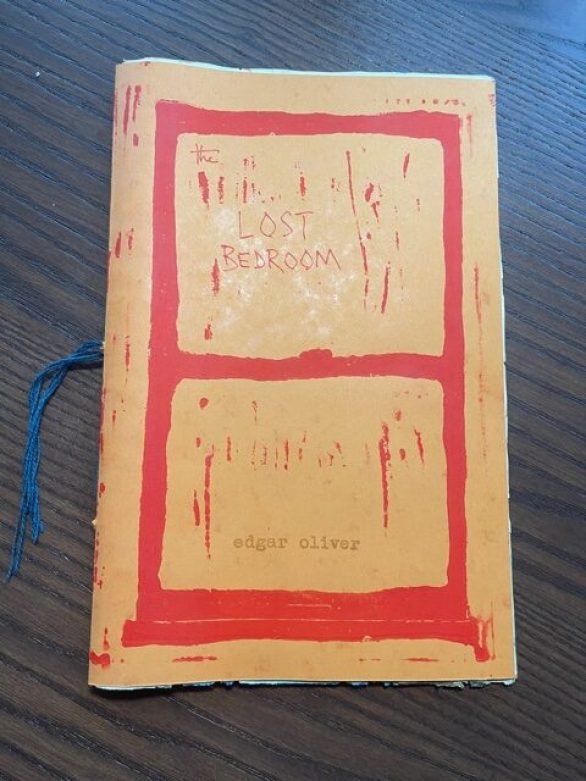 the
LOST
BEDROOM
edgar oliver